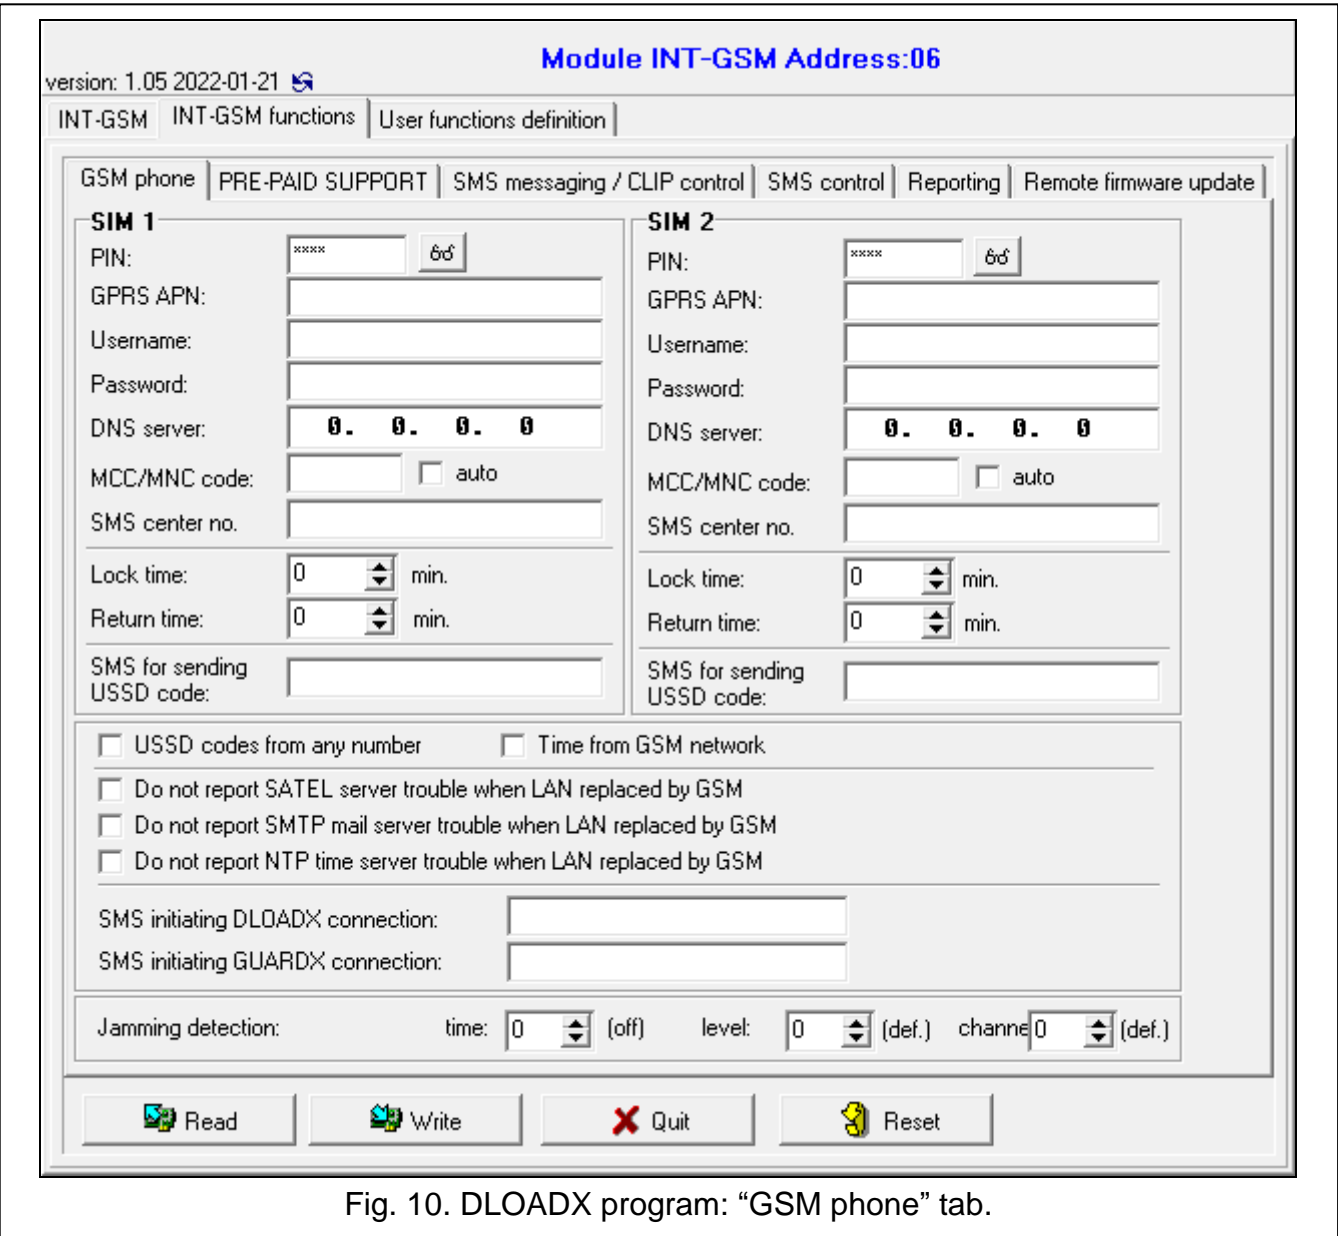 Module INT-GSM Address:06
version: 1.05 2022-01-21
INT-GSM INT-GSM functions User functions definition
GSM phone PRE-PAID SUPPORT SMS messaging / CLIP control SMS control Reporting Remote firmware update
SIM 1
PIN: ****
GPRS APN:
Username:
Password:
DNS server: 0. 0. 0. 0
MCC/MNC code: auto
SMS center no.
Lock time: 0 min.
Return time: 0 min.
SMS for sending
USSD code:
SIM 2
PIN: ****
GPRS APN:
Username:
Password:
DNS server: 0. 0. 0. 0
MCC/MNC code: auto
SMS center no.
Lock time: 0 min.
Return time: 0 min.
SMS for sending
USSD code:
USSD codes from any number Time from GSM network
Do not report SATEL server trouble when LAN replaced by GSM
Do not report SMTP mail server trouble when LAN replaced by GSM
Do not report NTP time server trouble when LAN replaced by GSM
SMS initiating DLOADX connection:
SMS initiating GUARDX connection:
Jamming detection: time: 0 (off) level: 0 (def.) channe 0 (def.)
Read Write Quit Reset
Fig. 10. DLOADX program: “GSM phone” tab.